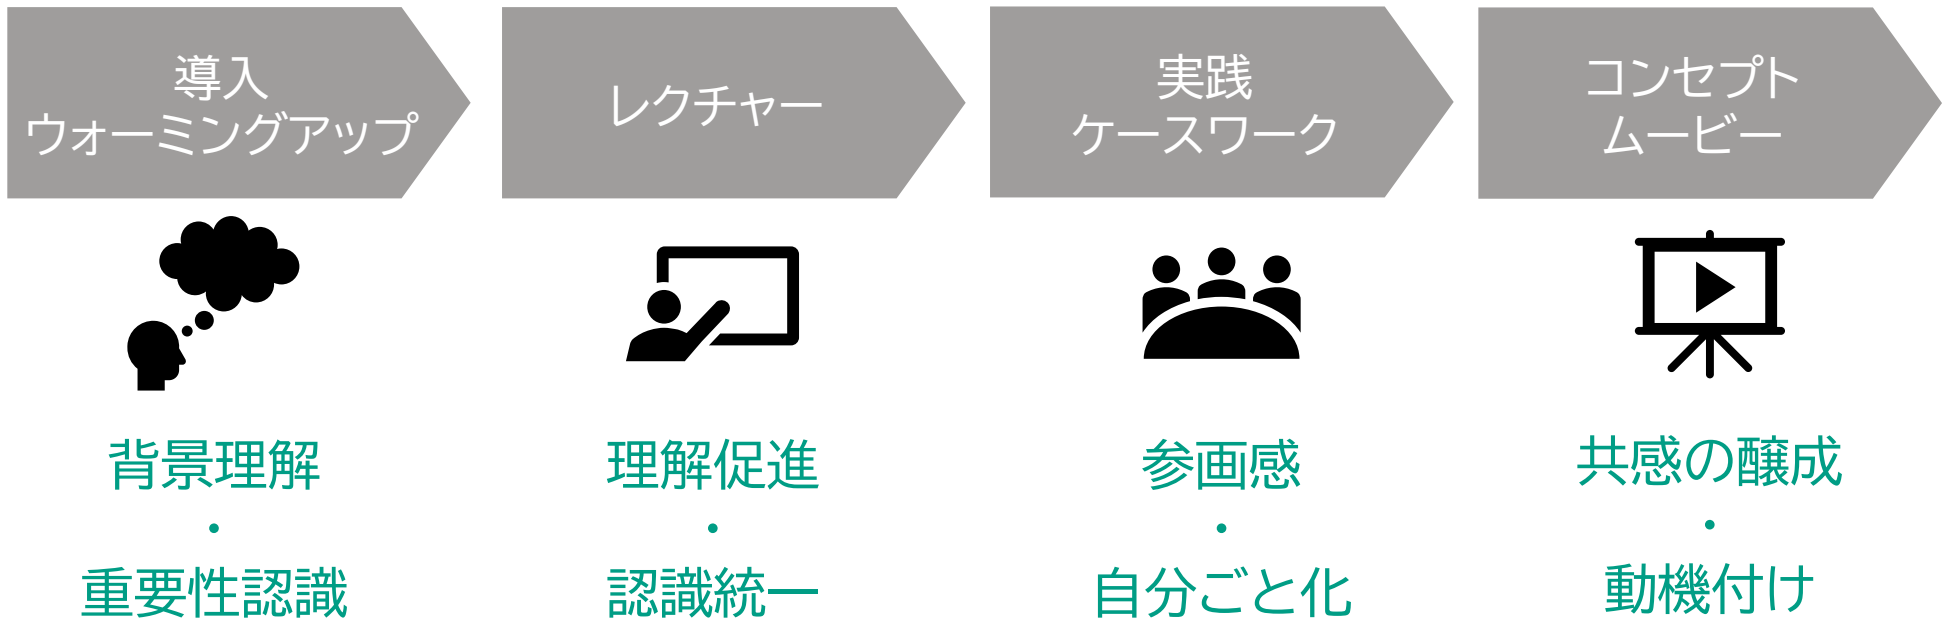 導入
ウォーミングアップ
レクチャー
実践
ケースワーク
コンセプト
ムービー
背景理解
・
重要性認識
理解促進
・
認識統一
参画感
・
自分ごと化
共感の醸成
・
動機付け